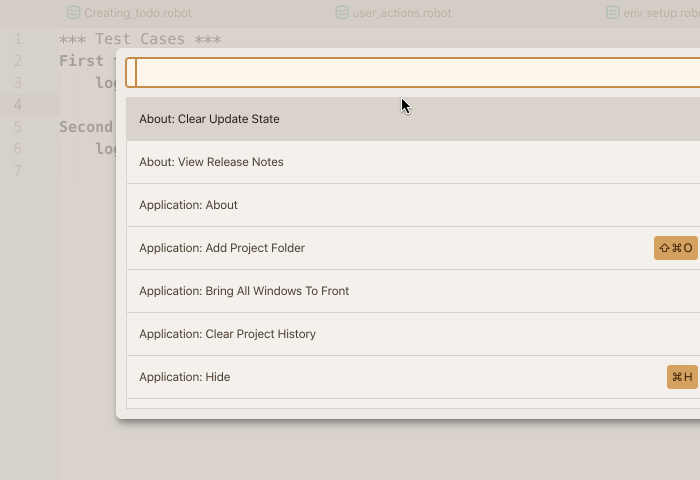 Creating_todo.robot user_actions.robot env_setup.robo
1 *** Test Cases ***
2 First
3 log
4
5 Second
6 log
7
About: Clear Update State
About: View Release Notes
Application: About
Application: Add Project Folder ⇧⌘O
Application: Bring All Windows To Front
Application: Clear Project History
Application: Hide ⌘H